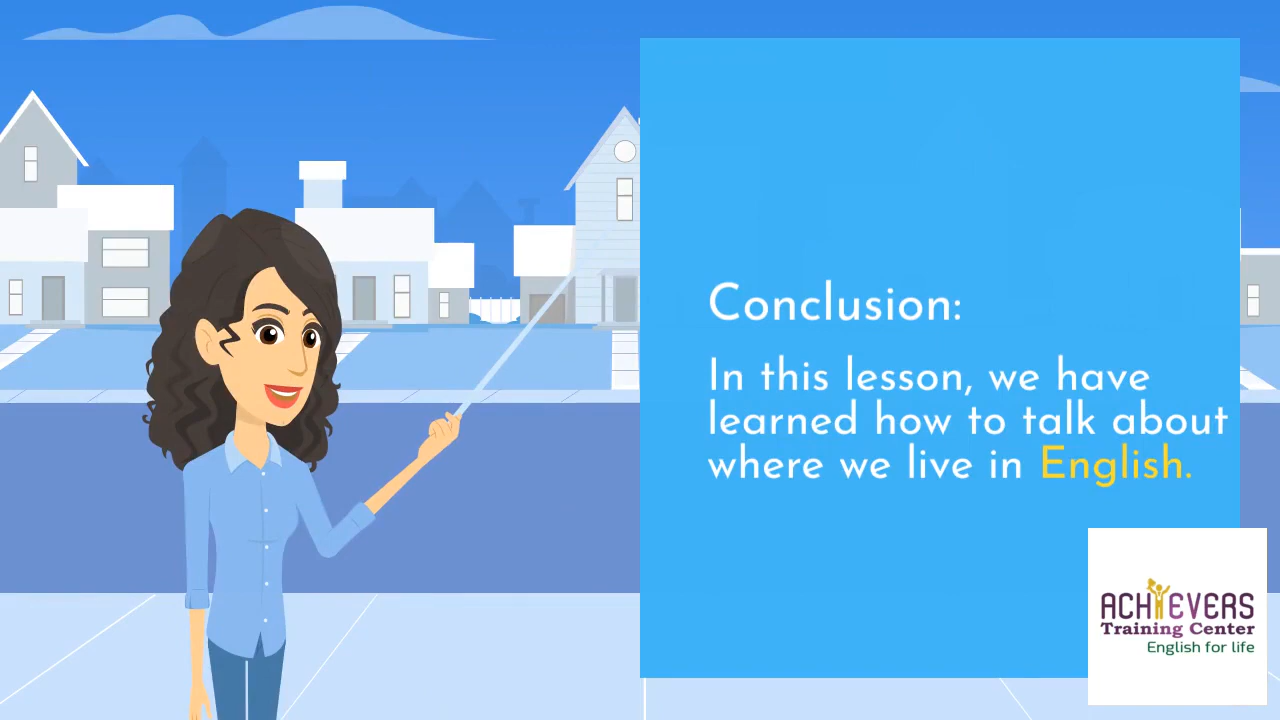 Conclusion:
In this lesson, we have
learned how to talk about
where we live in English.
ACHIEVERS
Training Center
English for life